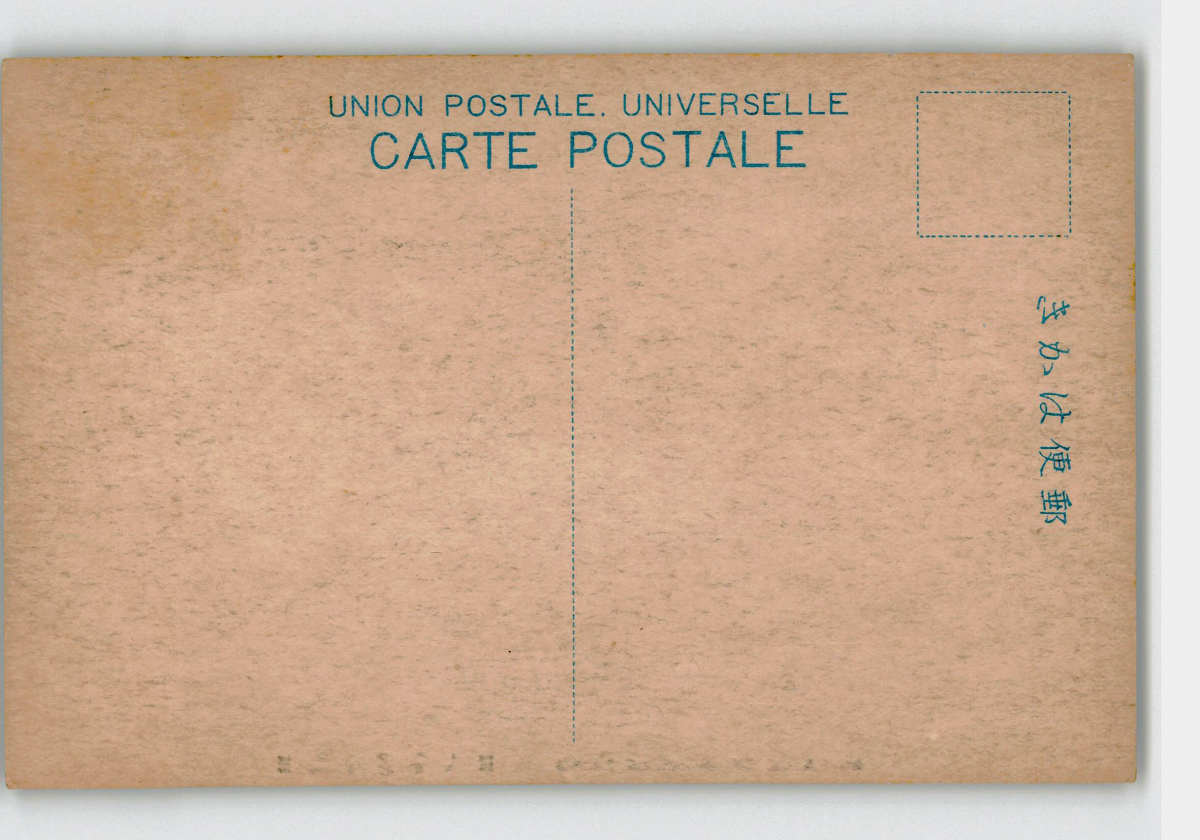 UNION POSTALE. UNIVERSELLE
CARTE POSTALE
きかは便郵